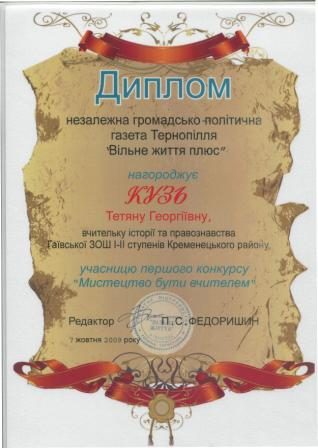 Диплом
незалежна громадсько-політична
газета Тернопілля
"Вільне життя плюс"
нагороджує
КУЗЬ
Тетяну Георгіївну,
вчительку історії та правознавства
Гаївської ЗОШ І-ІІ ступенів Кременецького району,
учасницю першого конкурсу
"Мистецтво бути вчителем".
Редактор П.С.ФЕДОРИШИН
7 жовтня 2009 року